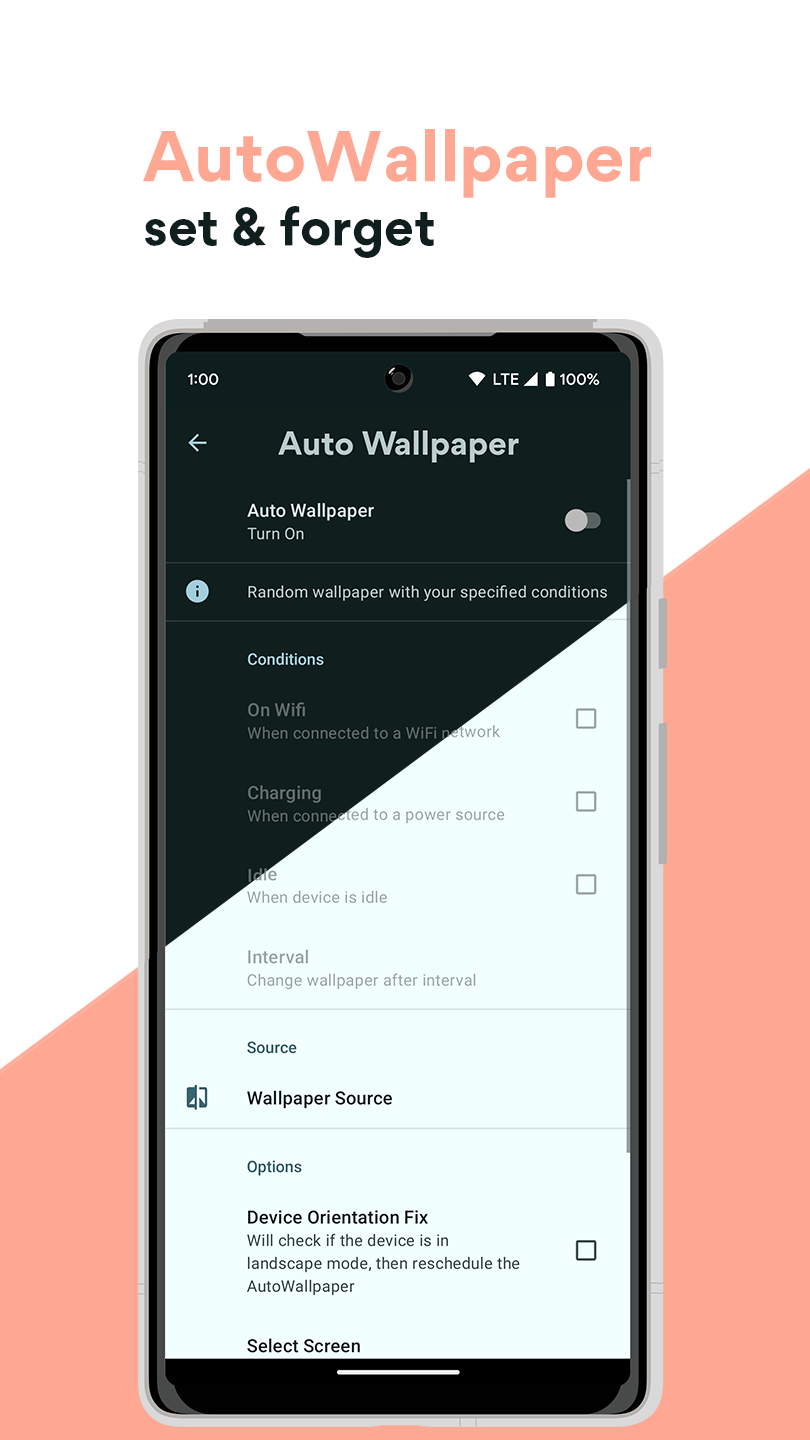 AutoWallpaper
set & forget
1:00
LTE 100%
Auto Wallpaper
Auto Wallpaper
Turn On
Random wallpaper with your specified conditions
Conditions
On Wifi
When connected to a WiFi network
Charging
When connected to a power source
Idle
When device is idle
Interval
Change wallpaper after interval
Source
Wallpaper Source
Options
Device Orientation Fix
Will check if the device is in
landscape mode, then reschedule the
AutoWallpaper
Select Screen